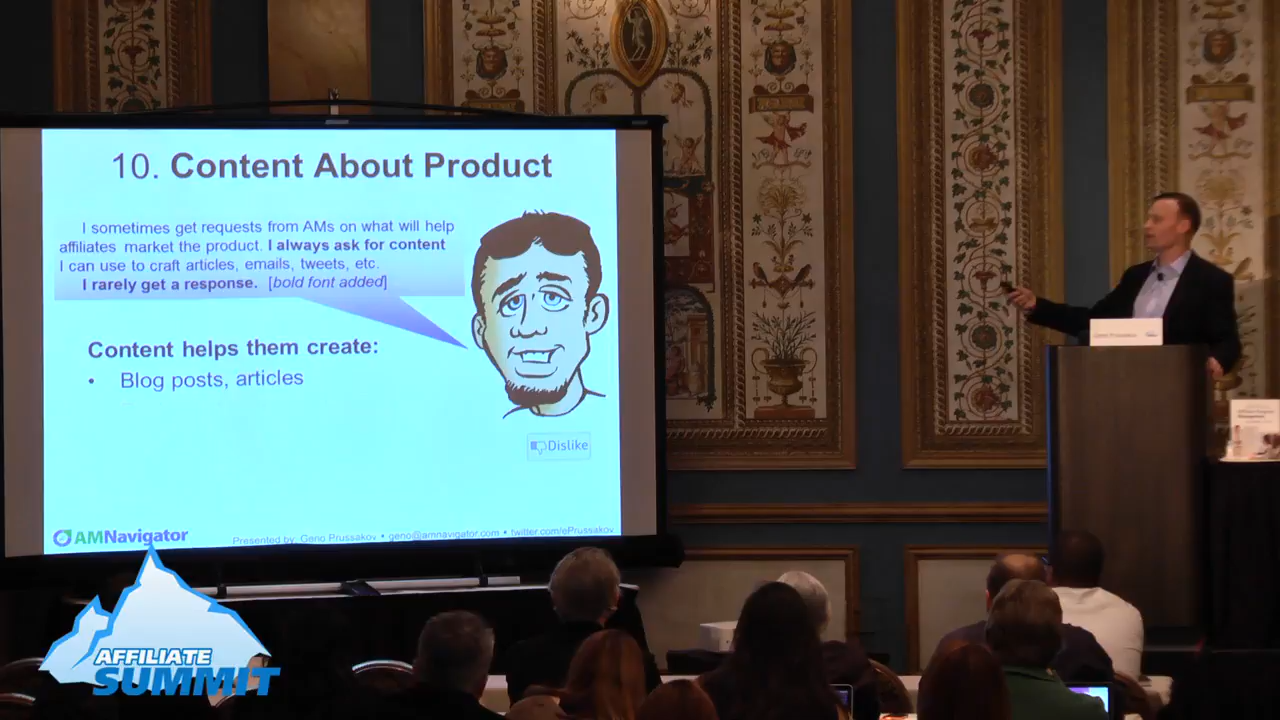 10. Content About Product
I sometimes get requests from AMs on what will help
affiliates market the product. I always ask for content
I can use to craft articles, emails, tweets, etc.
I rarely get a response. [bold font added]
Content helps them create:
• Blog posts, articles
Dislike
AMNavigator
Presented by, Geno Prussakov • geno@amnavigator.com • twitter.com/ePrussakov
Geno Prussakov
AFFILIATE
SUMMIT